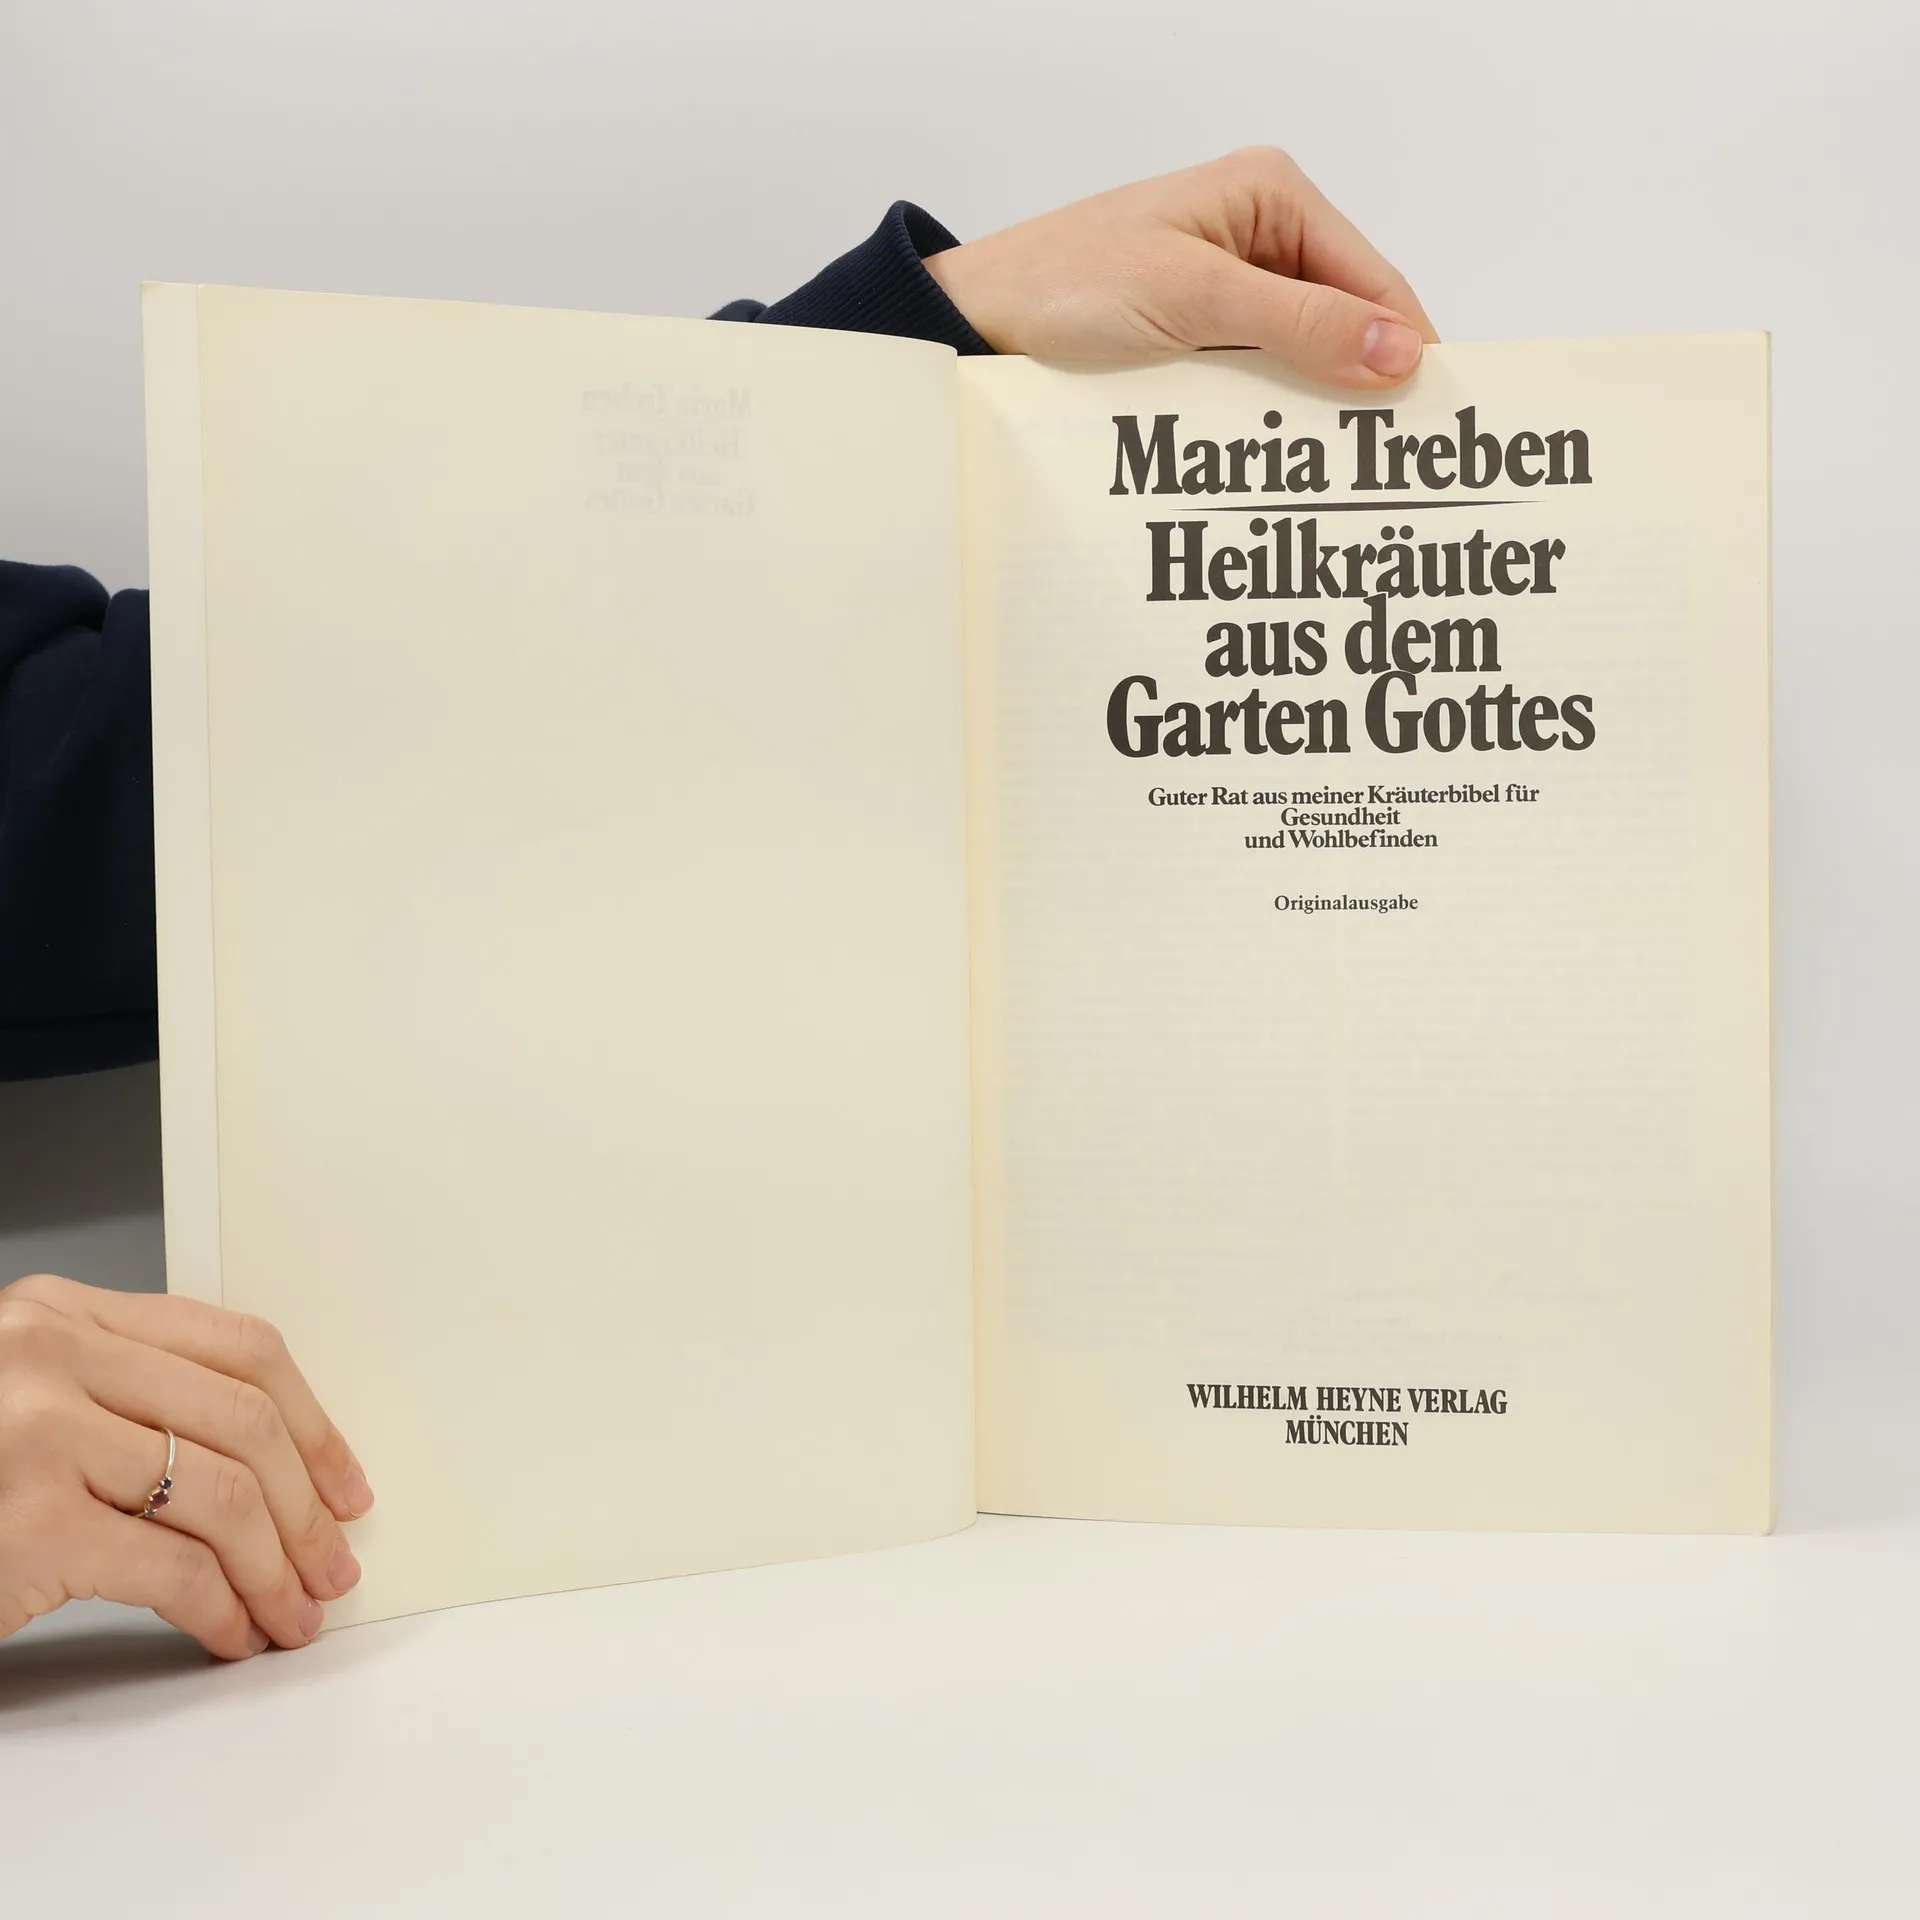 Maria Treben
Heilkräuter
aus dem
Garten Gottes
Guter Rat aus meiner Kräuterbibel für
Gesundheit
und Wohlbefinden
Originalausgabe
WILHELM HEYNE VERLAG
MÜNCHEN